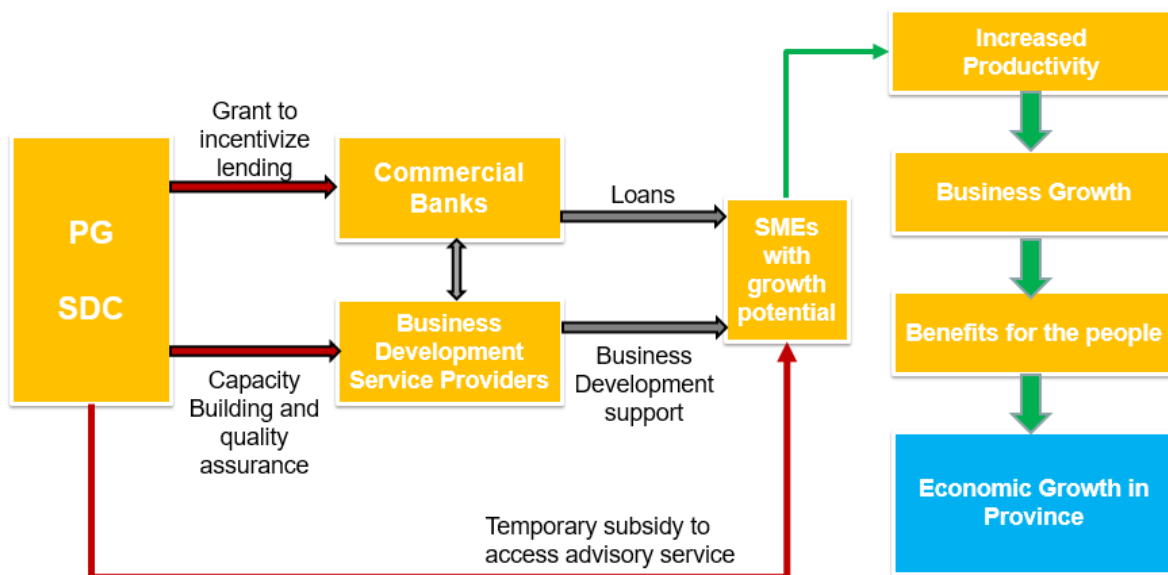 PG
SDC
Grant to
incentivize
lending
Capacity
Building and
quality
assurance
Commercial
Banks
Business
Development
Service Providers
Loans
Business
Development
support
Temporary subsidy to
access advisory service
SMEs
with
growth
potential
Increased
Productivity
Business Growth
Benefits for the people
Economic Growth in
Province